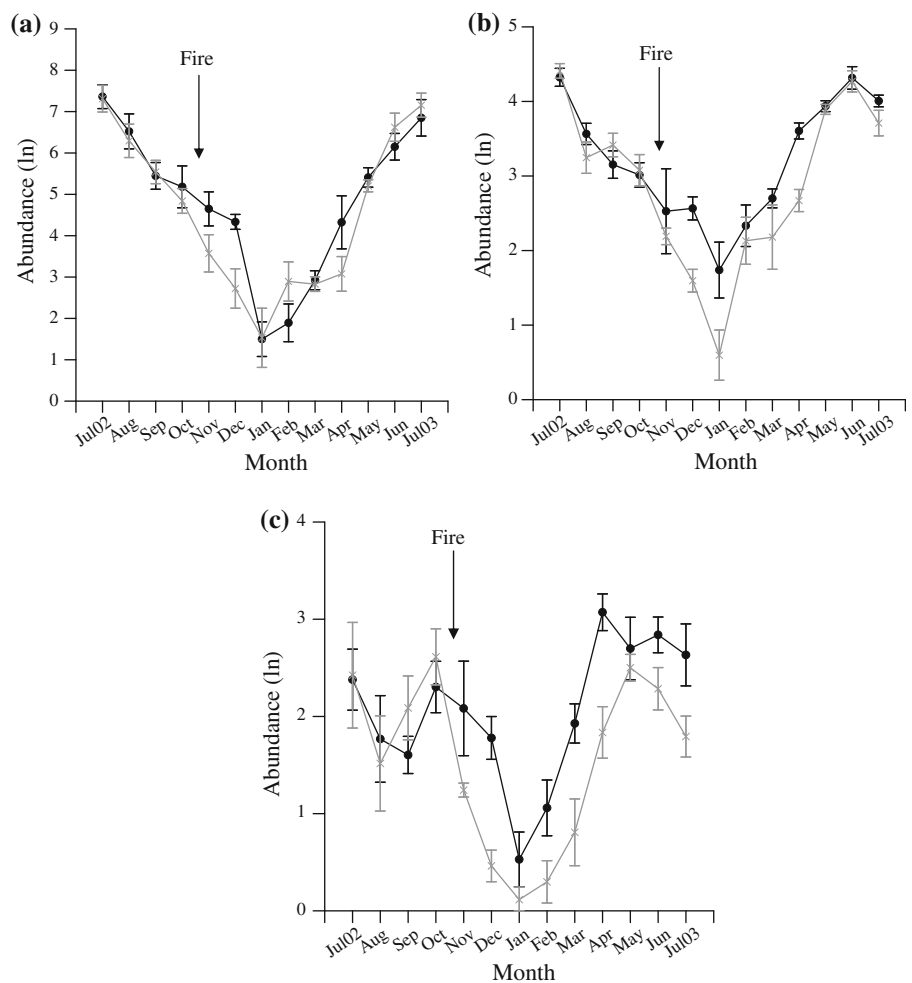 (a)
9
8
7
6
5
4
3
2
1
0
Abundance (ln)
Fire
Jul02 Aug Sep Oct Nov Dec Jan Feb Mar Apr May Jun Jul03
Month
(b)
5
4
3
2
1
0
Abundance (ln)
Fire
Jul02 Aug Sep Oct Nov Dec Jan Feb Mar Apr May Jun Jul03
Month
(c)
4
3
2
1
0
Abundance (ln)
Fire
Jul02 Aug Sep Oct Nov Dec Jan Feb Mar Apr May Jun Jul03
Month